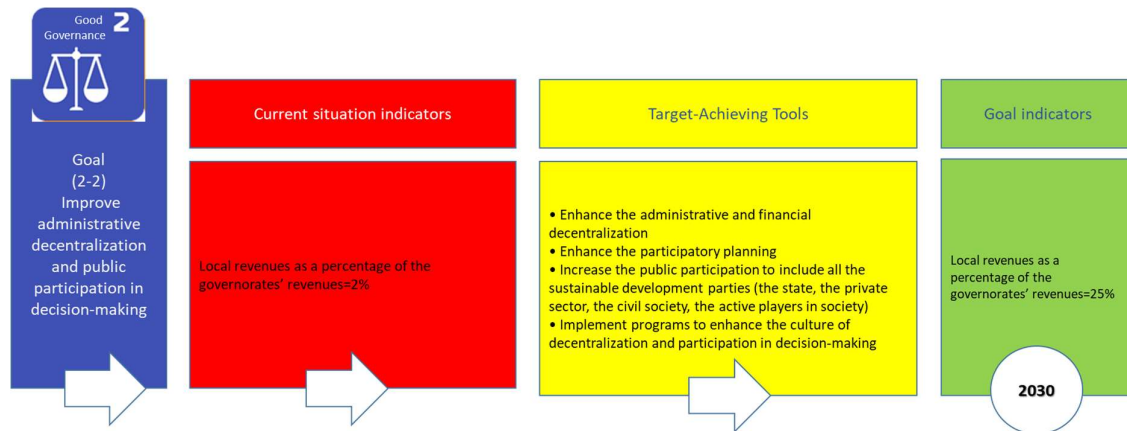 Good
Governance 2
Goal
(2-2)
Improve
administrative
decentralization
and public
participation in
decision-making
Current situation indicators
Local revenues as a percentage of the
governorates' revenues=2%
Target-Achieving Tools
• Enhance the administrative and financial
decentralization
• Enhance the participatory planning
• Increase the public participation to include all the
sustainable development parties (the state, the private
sector, the civil society, the active players in society)
• Implement programs to enhance the culture of
decentralization and participation in decision-making
Goal indicators
Local revenues as a
percentage of the
governorates' revenues=25%
2030